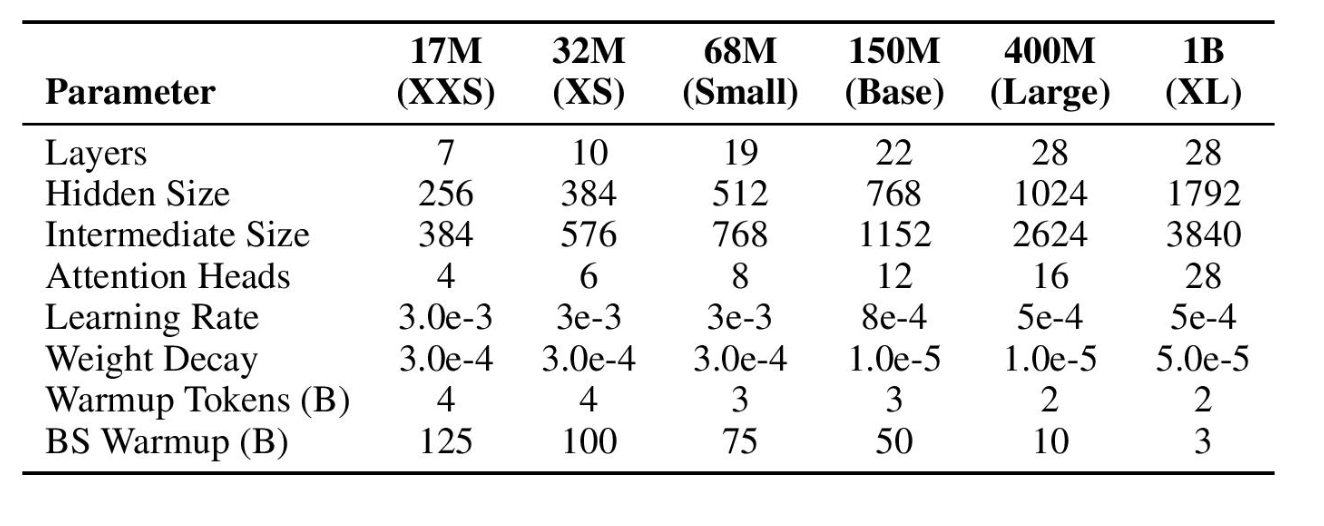 17M 32M 68M 150M 400M 1B
Parameter (XXS) (XS) (Small) (Base) (Large) (XL)
Layers 7 10 19 22 28 28
Hidden Size 256 384 512 768 1024 1792
Intermediate Size 384 576 768 1152 2624 3840
Attention Heads 4 6 8 12 16 28
Learning Rate 3.0e-3 3e-3 3e-3 8e-4 5e-4 5e-4
Weight Decay 3.0e-4 3.0e-4 3.0e-4 1.0e-5 1.0e-5 5.0e-5
Warmup Tokens (B) 4 4 3 3 2 2
BS Warmup (B) 125 100 75 50 10 3